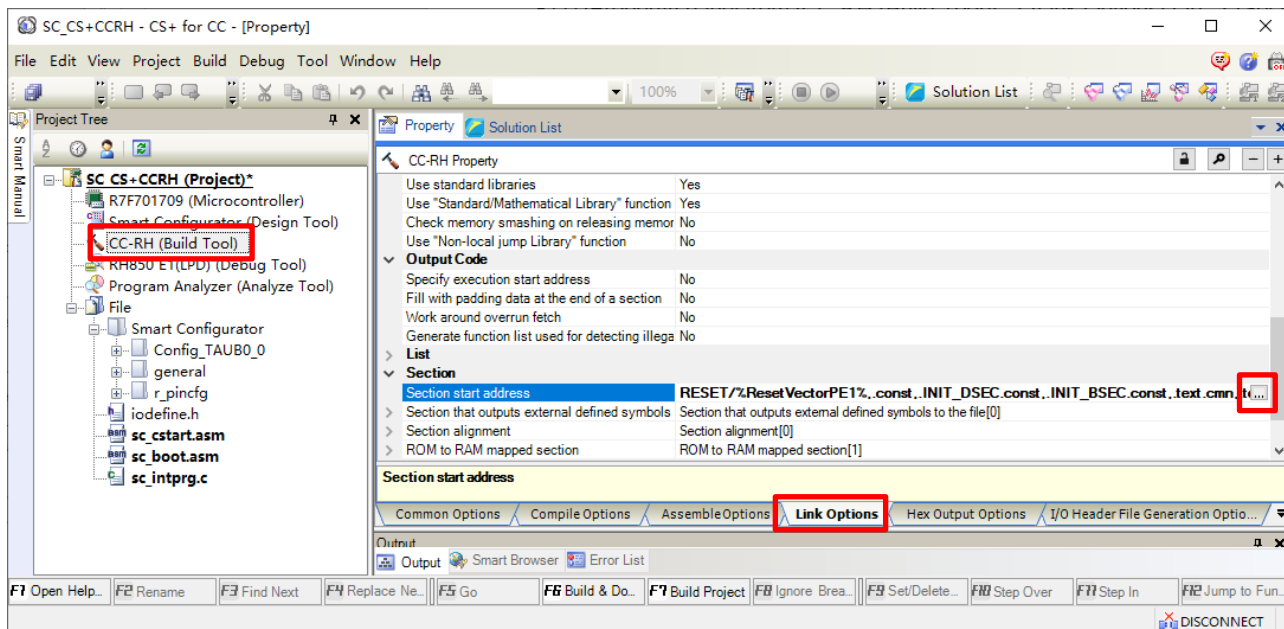 SC_CS+CCRH - CS+ for CC - [Property]
File Edit View Project Build Debug Tool Window Help
100%
Solution List
Smart Manual
Project Tree
SC_CS+CCRH (Project)*
R7F701709 (Microcontroller)
Smart Configurator (Design Tool)
CC-RH (Build Tool)
RH850 E1(LPD) (Debug Tool)
Program Analyzer (Analyze Tool)
File
Smart Configurator
Config_TAUB0_0
general
r_pincfg
iodefine.h
sc_cstart.asm
sc_boot.asm
sc_intprg.c
Property Solution List
CC-RH Property
Use standard libraries Yes
Use "Standard/Mathematical Library" function Yes
Check memory smashing on releasing memor No
Use "Non-local jump Library" function No
Output Code
Specify execution start address No
Fill with padding data at the end of a section No
Work around overrun fetch No
Generate function list used for detecting illega No
List
Section
Section start address RESET/%ResetVectorPE1%,.const,.INIT_DSEC.const,.INIT_BSEC.const,.text.cmn,.te ...
Section that outputs external defined symbols Section that outputs external defined symbols to the file[0]
Section alignment Section alignment[0]
ROM to RAM mapped section ROM to RAM mapped section[1]
Section start address
Common Options Compile Options Assemble Options Link Options Hex Output Options I/O Header File Generation Optio...
Output
Output Smart Browser Error List
F1 Open Help... F2 Rename F3 Find Next F4 Replace Ne... F5 Go F6 Build & Do... F7 Build Project F8 Ignore Brea... F9 Set/Delete... F10 Step Over F11 Step In F12 Jump to Fun...
DISCONNECT